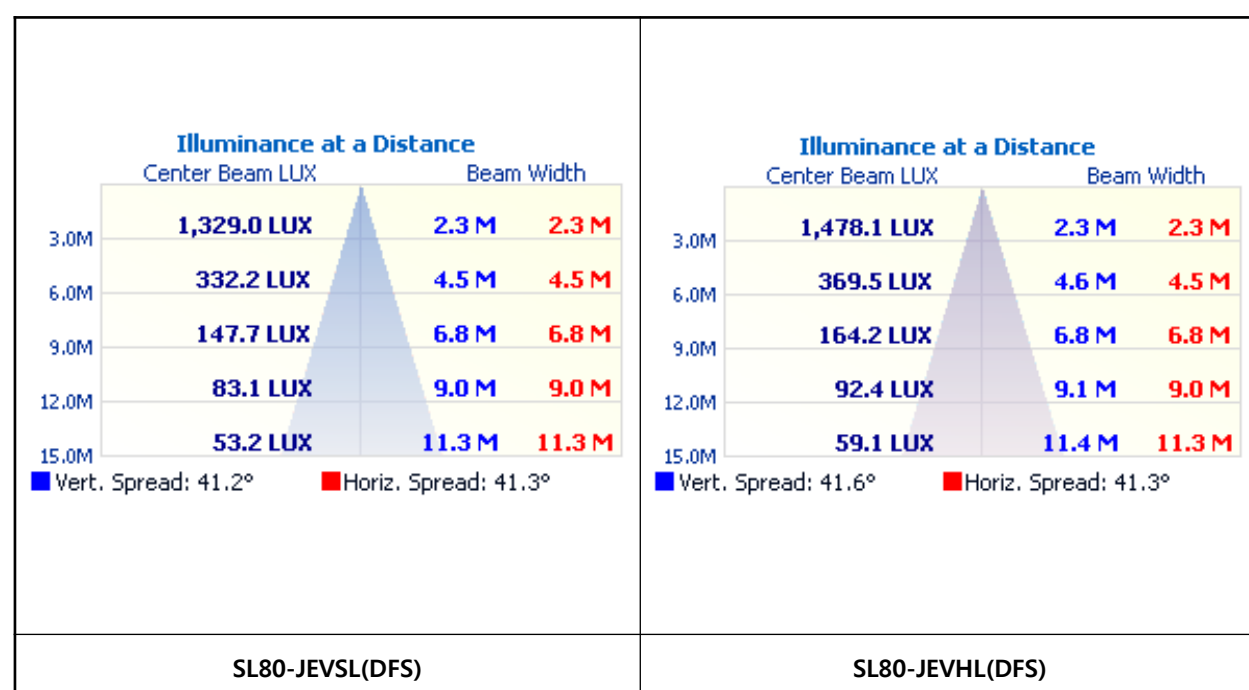 Illuminance at a Distance
Center Beam LUX Beam Width
3.0M 1,329.0 LUX 2.3 M 2.3 M
6.0M 332.2 LUX 4.5 M 4.5 M
9.0M 147.7 LUX 6.8 M 6.8 M
12.0M 83.1 LUX 9.0 M 9.0 M
15.0M 53.2 LUX 11.3 M 11.3 M
Vert. Spread: 41.2° Horiz. Spread: 41.3°
SL80-JEVSL(DFS)
Illuminance at a Distance
Center Beam LUX Beam Width
3.0M 1,478.1 LUX 2.3 M 2.3 M
6.0M 369.5 LUX 4.6 M 4.5 M
9.0M 164.2 LUX 6.8 M 6.8 M
12.0M 92.4 LUX 9.1 M 9.0 M
15.0M 59.1 LUX 11.4 M 11.3 M
Vert. Spread: 41.6° Horiz. Spread: 41.3°
SL80-JEVHL(DFS)